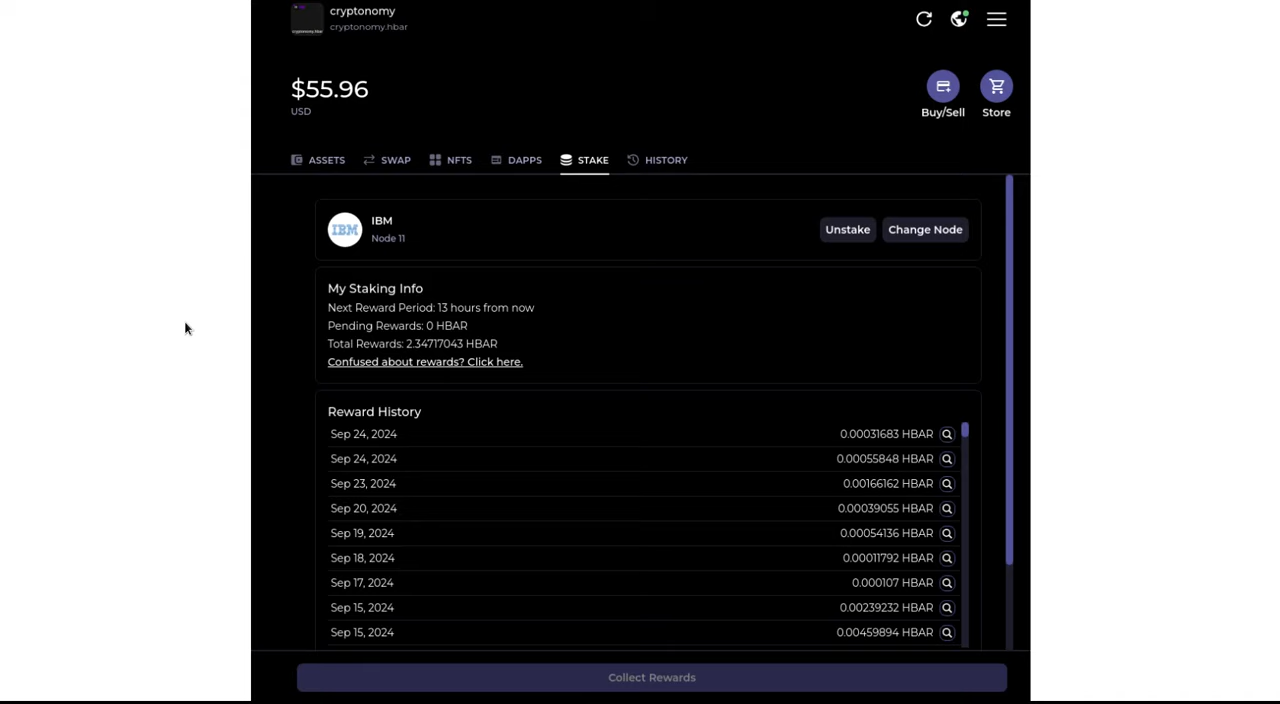 cryptonomy
cryptonomy.hbar
cryptonomy.hbar
$55.96
USD
Buy/Sell
Store
ASSETS
SWAP
NFTS
DAPPS
STAKE
HISTORY
IBM
IBM
Node 11
Unstake
Change Node
My Staking Info
Next Reward Period: 13 hours from now
Pending Rewards: 0 HBAR
Total Rewards: 2.34717043 HBAR
Confused about rewards? Click here.
Reward History
Sep 24, 2024 0.00031683 HBAR
Sep 24, 2024 0.00055848 HBAR
Sep 23, 2024 0.00166162 HBAR
Sep 20, 2024 0.00039055 HBAR
Sep 19, 2024 0.00054136 HBAR
Sep 18, 2024 0.00011792 HBAR
Sep 17, 2024 0.000107 HBAR
Sep 15, 2024 0.00239232 HBAR
Sep 15, 2024 0.00459894 HBAR
Collect Rewards